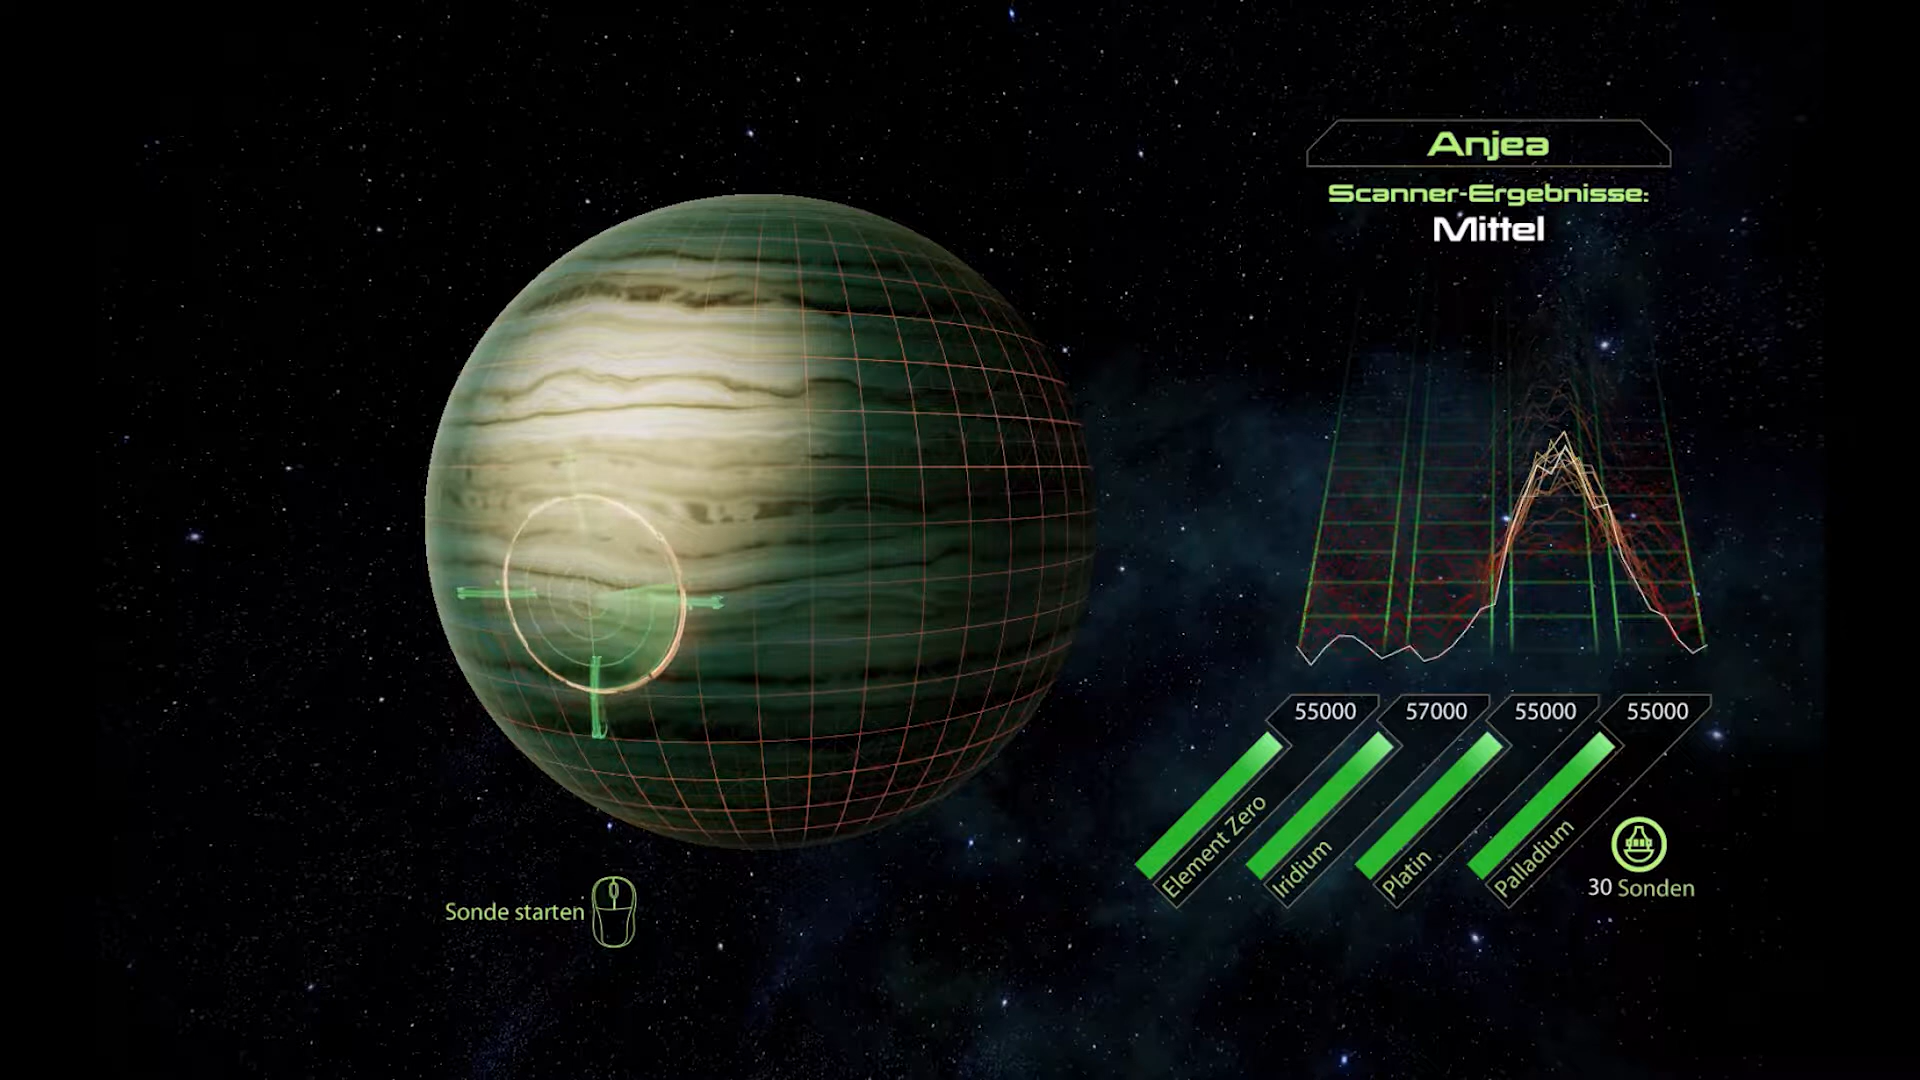 Anjea
Scanner-Ergebnisse:
Mittel
55000
57000
55000
55000
Element Zero
Iridium
Platin
Palladium
30 Sonden
Sonde starten